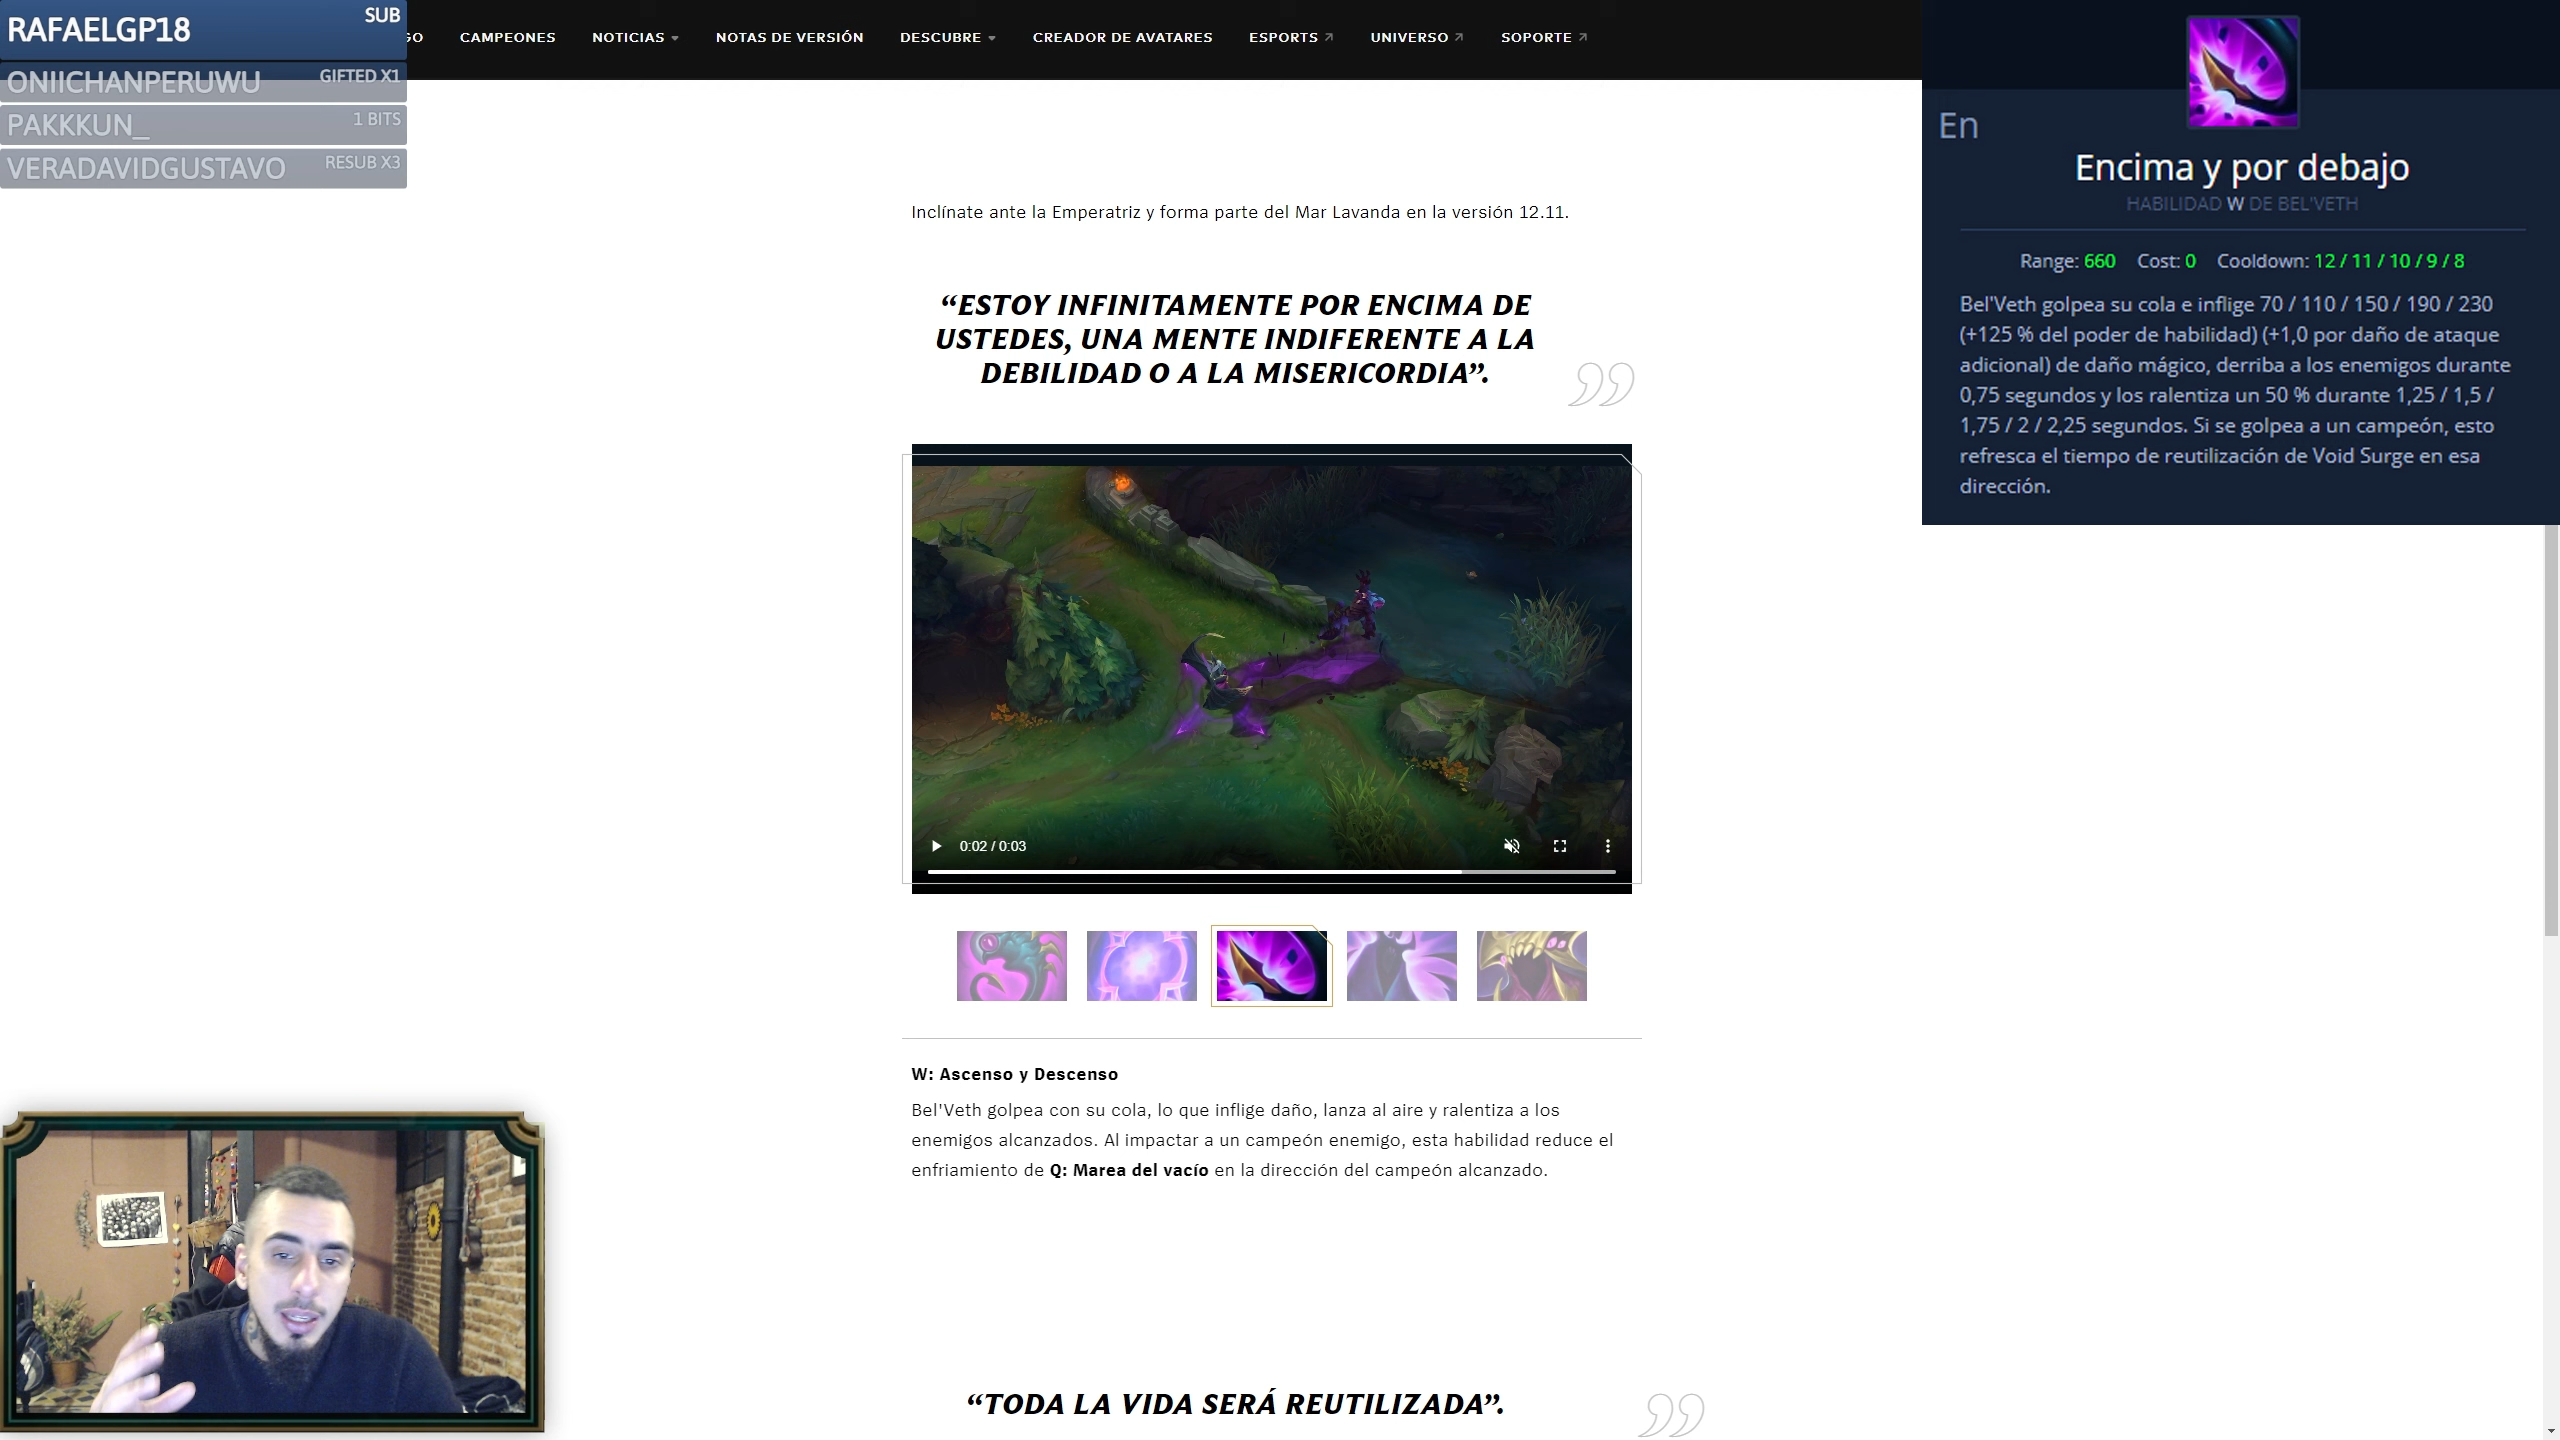 RAFAELGP18 SUB
ONIICHANPERUWU GIFTED X1
PAKKKUN_ 1 BITS
VERADAVIDGUSTAVO RESUB X3
GO CAMPEONES NOTICIAS NOTAS DE VERSIÓN DESCUBRE CREADOR DE AVATARES ESPORTS UNIVERSO SOPORTE
Inclínate ante la Emperatriz y forma parte del Mar Lavanda en la versión 12.11.
“ESTOY INFINITAMENTE POR ENCIMA DE
USTEDES, UNA MENTE INDIFERENTE A LA
DEBILIDAD O A LA MISERICORDIA”.
”
0:02 / 0:03
W: Ascenso y Descenso
Bel'Veth golpea con su cola, lo que inflige daño, lanza al aire y ralentiza a los
enemigos alcanzados. Al impactar a un campeón enemigo, esta habilidad reduce el
enfriamiento de Q: Marea del vacío en la dirección del campeón alcanzado.
“TODA LA VIDA SERÁ REUTILIZADA”.
”
En
Encima y por debajo
HABILIDAD W DE BEL'VETH
Range: 660 Cost: 0 Cooldown: 12 / 11 / 10 / 9 / 8
Bel'Veth golpea su cola e inflige 70 / 110 / 150 / 190 / 230
(+125 % del poder de habilidad) (+1,0 por daño de ataque
adicional) de daño mágico, derriba a los enemigos durante
0,75 segundos y los ralentiza un 50 % durante 1,25 / 1,5 /
1,75 / 2 / 2,25 segundos. Si se golpea a un campeón, esto
refresca el tiempo de reutilización de Void Surge en esa
dirección.